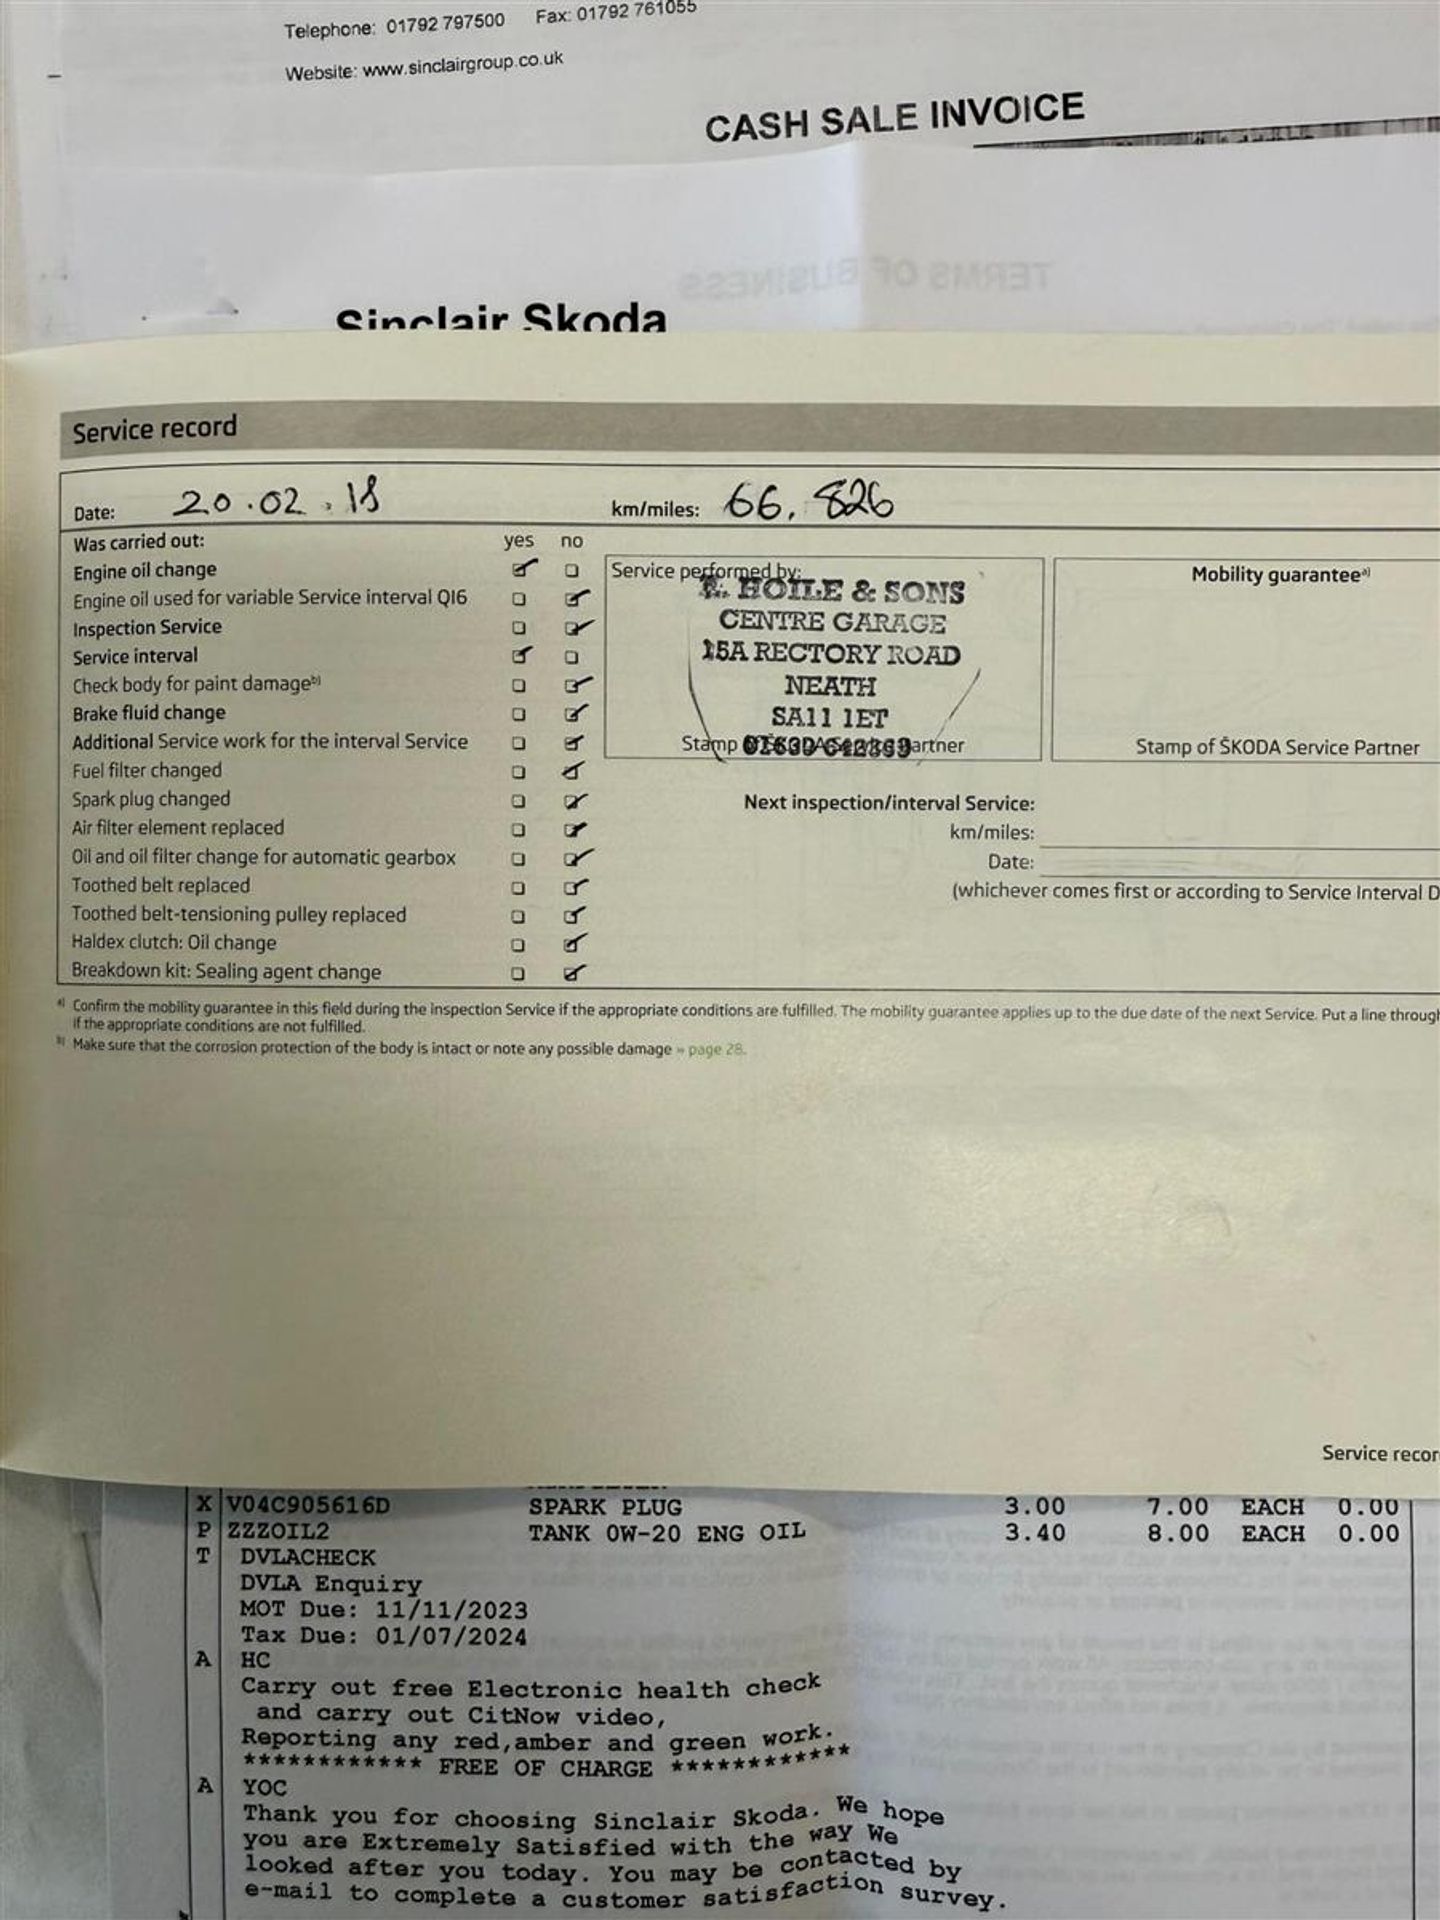 Telephone: 01792 797500 Fax: 01792 761055
Website: www.sinclairgroup.co.uk
CASH SALE INVOICE
TERMS OF BUSINESS
Sinclair Skoda
Service record
Date: 20.02.18 km/miles: 66,826
Was carried out: yes no
Engine oil change
Engine oil used for variable Service interval QI6
Inspection Service
Service interval
Check body for paint damage b)
Brake fluid change
Additional Service work for the interval Service
Fuel filter changed
Spark plug changed
Air filter element replaced
Oil and oil filter change for automatic gearbox
Toothed belt replaced
Toothed belt-tensioning pulley replaced
Haldex clutch: Oil change
Breakdown kit: Sealing agent change
Service performed by:
HOILE & SONS
CENTRE GARAGE
15A RECTORY ROAD
NEATH
SA11 1ET
Stamp of ŠKODA Service Partner
Mobility guarantee a)
Stamp of ŠKODA Service Partner
Next inspection/interval Service:
km/miles:
Date:
(whichever comes first or according to Service Interval D
a) Confirm the mobility guarantee in this field during the inspection Service if the appropriate conditions are fulfilled. The mobility guarantee applies up to the due date of the next Service. Put a line through
if the appropriate conditions are not fulfilled.
b) Make sure that the corrosion protection of the body is intact or note any possible damage » page 28.
Service recor
X V04C905616D SPARK PLUG 3.00 7.00 EACH 0.00
P ZZZOIL2 TANK 0W-20 ENG OIL 3.40 8.00 EACH 0.00
T DVLACHECK
DVLA Enquiry
MOT Due: 11/11/2023
Tax Due: 01/07/2024
A HC
Carry out free Electronic health check
and carry out CitNow video,
Reporting any red,amber and green work.
************ FREE OF CHARGE ************
A YOC
Thank you for choosing Sinclair Skoda. We hope
you are Extremely Satisfied with the way We
looked after you today. You may be contacted by
e-mail to complete a customer satisfaction survey.